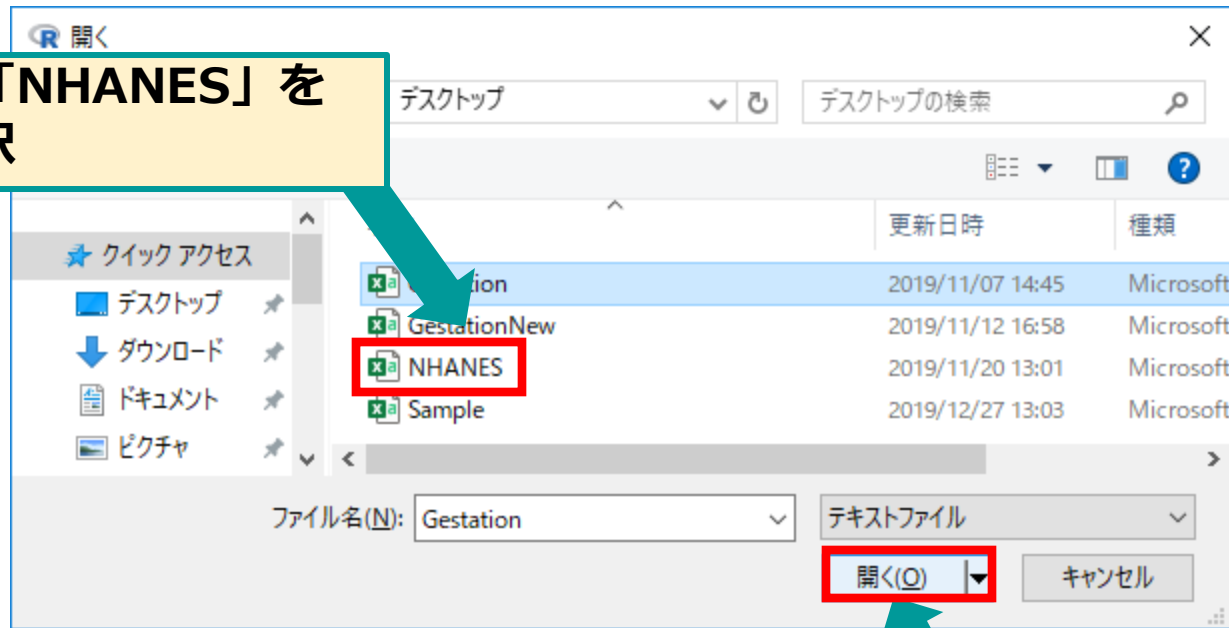 開く
「NHANES」を
択
デスクトップ
デスクトップの検索
更新日時
種類
クイック アクセス
tion
2019/11/07 14:45
Microsoft
デスクトップ
GestationNew
2019/11/12 16:58
Microsoft
ダウンロード
NHANES
2019/11/20 13:01
Microsoft
ドキュメント
Sample
2019/12/27 13:03
Microsoft
ピクチャ
ファイル名(N):
Gestation
テキストファイル
開く(O)
キャンセル